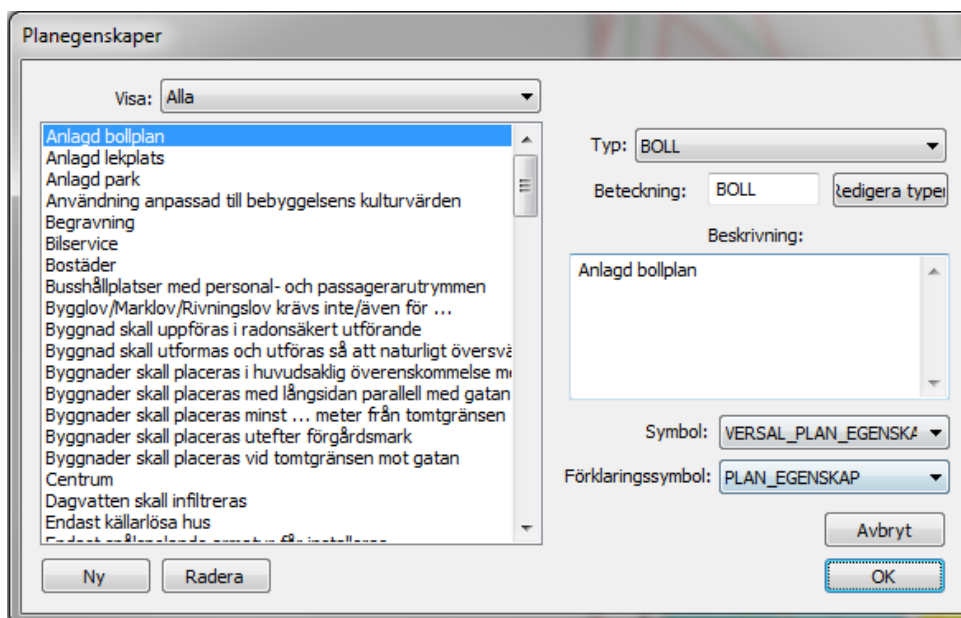 Planegenskaper
Visa: Alla
Anlagd bollplan
Anlagd lekplats
Anlagd park
Användning anpassad till bebyggelsens kulturvärden
Begravning
Bilservice
Bostäder
Busshållplatser med personal- och passagerarutrymmen
Bygglov/Marklov/Rivningslov krävs inte/även för ...
Byggnad skall uppföras i radonsäkert utförande
Byggnad skall utformas och utföras så att naturligt översvä
Byggnader skall placeras i huvudsaklig överenskommelse m
Byggnader skall placeras med långsidan parallell med gatan
Byggnader skall placeras minst ... meter från tomtgränsen
Byggnader skall placeras utefter förgårdsmark
Byggnader skall placeras vid tomtgränsen mot gatan
Centrum
Dagvatten skall infiltreras
Endast källarlösa hus
Ny
Radera
Typ: BOLL
Beteckning: BOLL
Redigera typer
Beskrivning:
Anlagd bollplan
Symbol: VERSAL_PLAN_EGENSKA
Förklaringssymbol: PLAN_EGENSKAP
Avbryt
OK